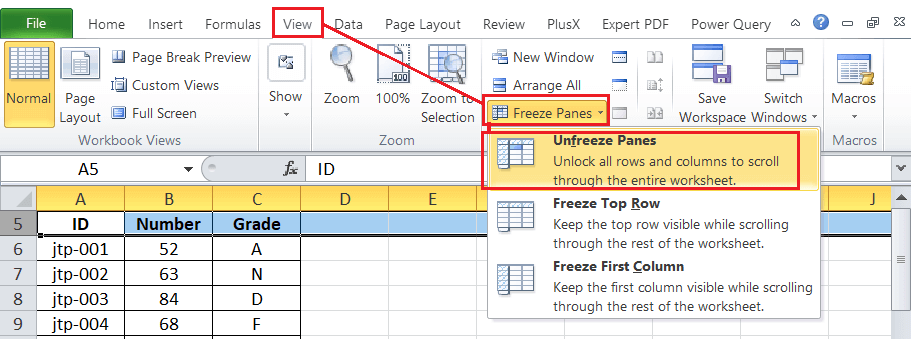 File Home Insert Formulas View Data Page Layout Review PlusX Expert PDF Power Query
Normal
Page
Layout
Page Break Preview
Custom Views
Full Screen
Workbook Views
Show
Zoom
100
100%
Zoom to
Selection
Zoom
New Window
Arrange All
Freeze Panes
Save
Workspace
Switch
Windows
Macros
Macros
Unfreeze Panes
Unlock all rows and columns to scroll
through the entire worksheet.
Freeze Top Row
Keep the top row visible while scrolling
through the rest of the worksheet.
Freeze First Column
Keep the first column visible while scrolling
through the rest of the worksheet.
A5 fx ID
A B C D E J
5 ID Number Grade
6 jtp-001 52 A
7 jtp-002 63 N
8 jtp-003 84 D
9 jtp-004 68 F